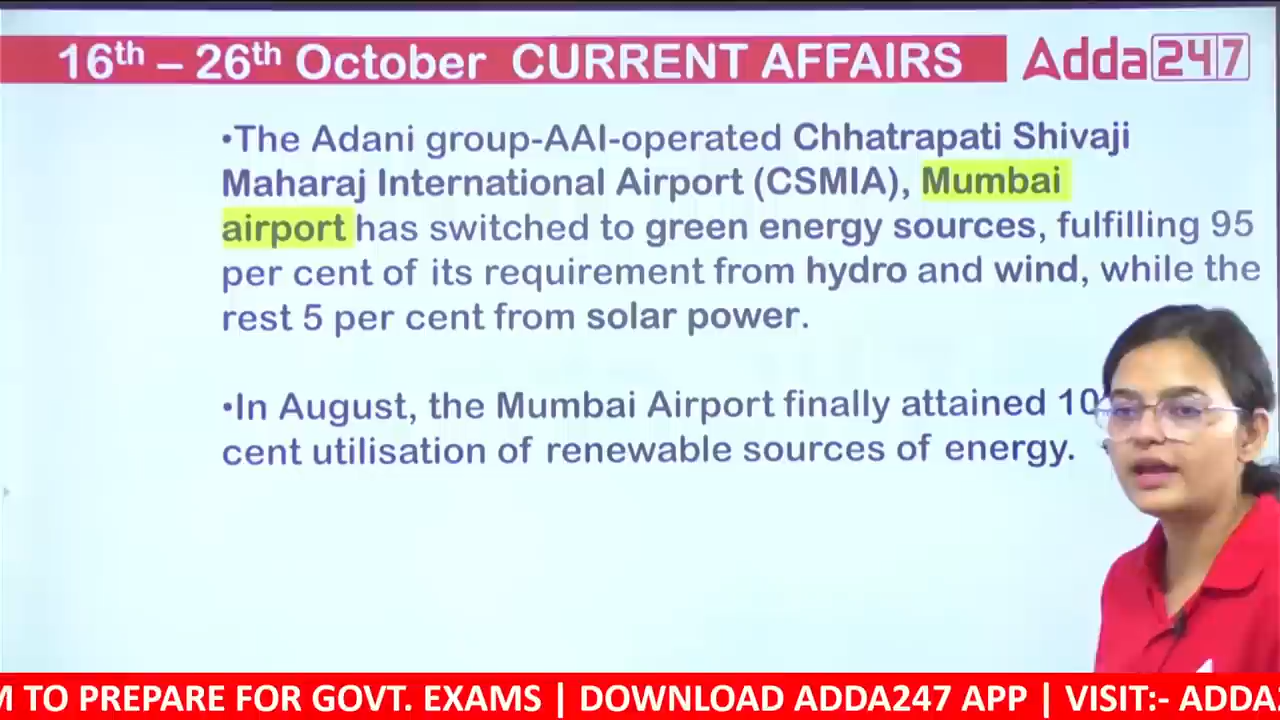 16th – 26th October CURRENT AFFAIRS
Adda247
•The Adani group-AAI-operated Chhatrapati Shivaji
Maharaj International Airport (CSMIA), Mumbai
airport has switched to green energy sources, fulfilling 95
per cent of its requirement from hydro and wind, while the
rest 5 per cent from solar power.
•In August, the Mumbai Airport finally attained
cent utilisation of renewable sources of energy.
TO PREPARE FOR GOVT. EXAMS | DOWNLOAD ADDA247 APP | VISIT:-